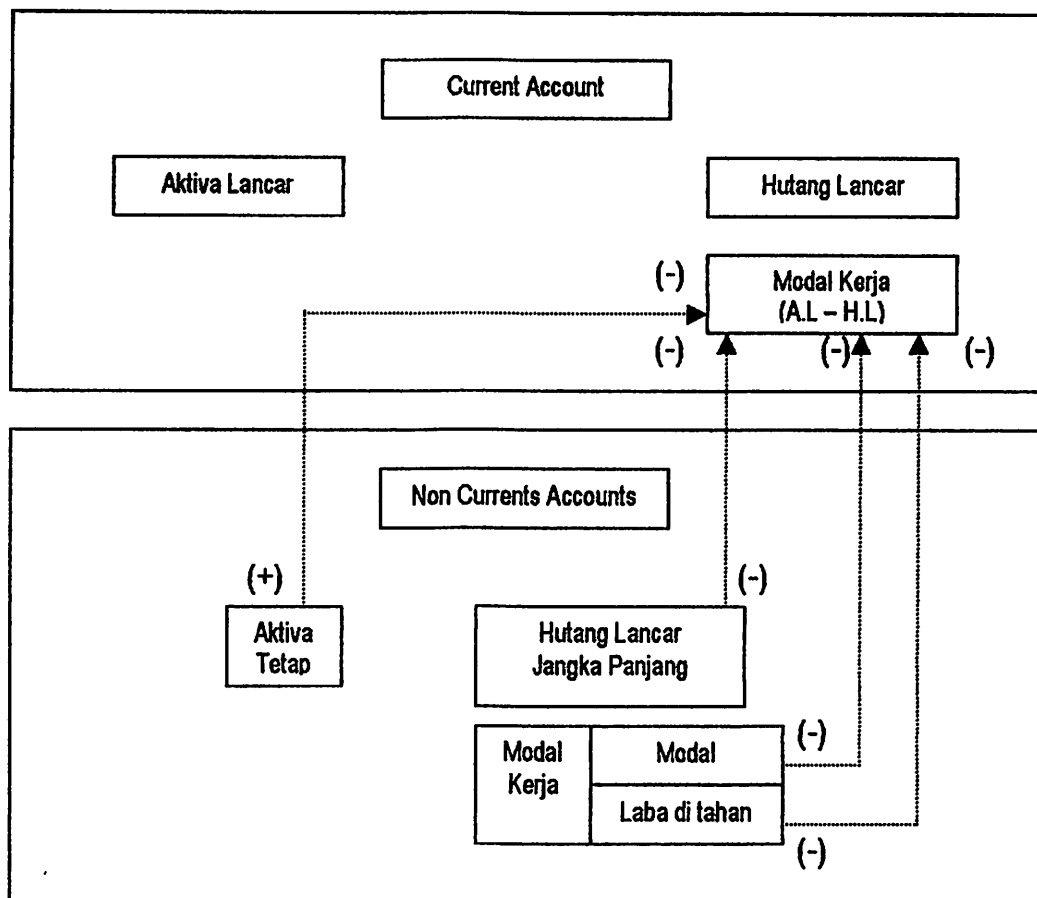 Current Account
Aktiva Lancar
Hutang Lancar
(-)
Modal Kerja
(A.L – H.L)
(-)
(-)
(-)
Non Currents Accounts
(+)
(-)
Aktiva
Tetap
Hutang Lancar
Jangka Panjang
Modal
Kerja
Modal
(-)
Laba di tahan
(-)